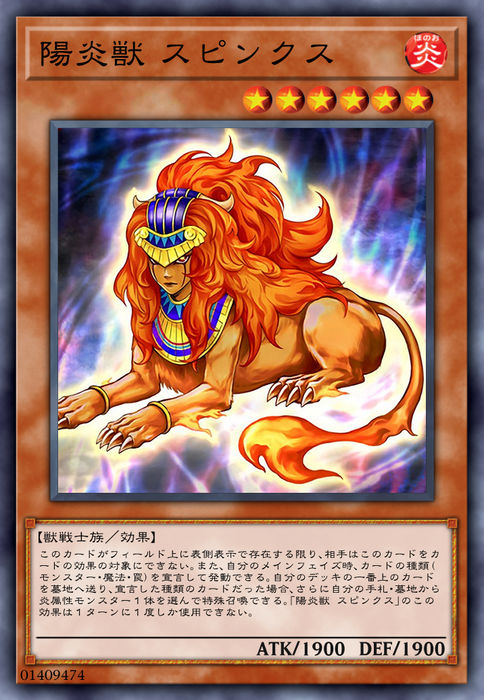 陽炎獣 スピンクス
ほのお
炎
【獣戦士族／効果】
このカードがフィールド上に表側表示で存在する限り、相手はこのカードをカ
ードの効果の対象にできない。また、自分のメインフェイズ時、カードの種類(
モンスター・魔法・罠)を宣言して発動できる。自分のデッキの一番上のカード
を墓地へ送り、宣言した種類のカードだった場合、さらに自分の手札・墓地から
炎属性モンスター１体を選んで特殊召喚できる。「陽炎獣 スピンクス」のこの
効果は１ターンに１度しか使用できない。
ATK/1900 DEF/1900
01409474